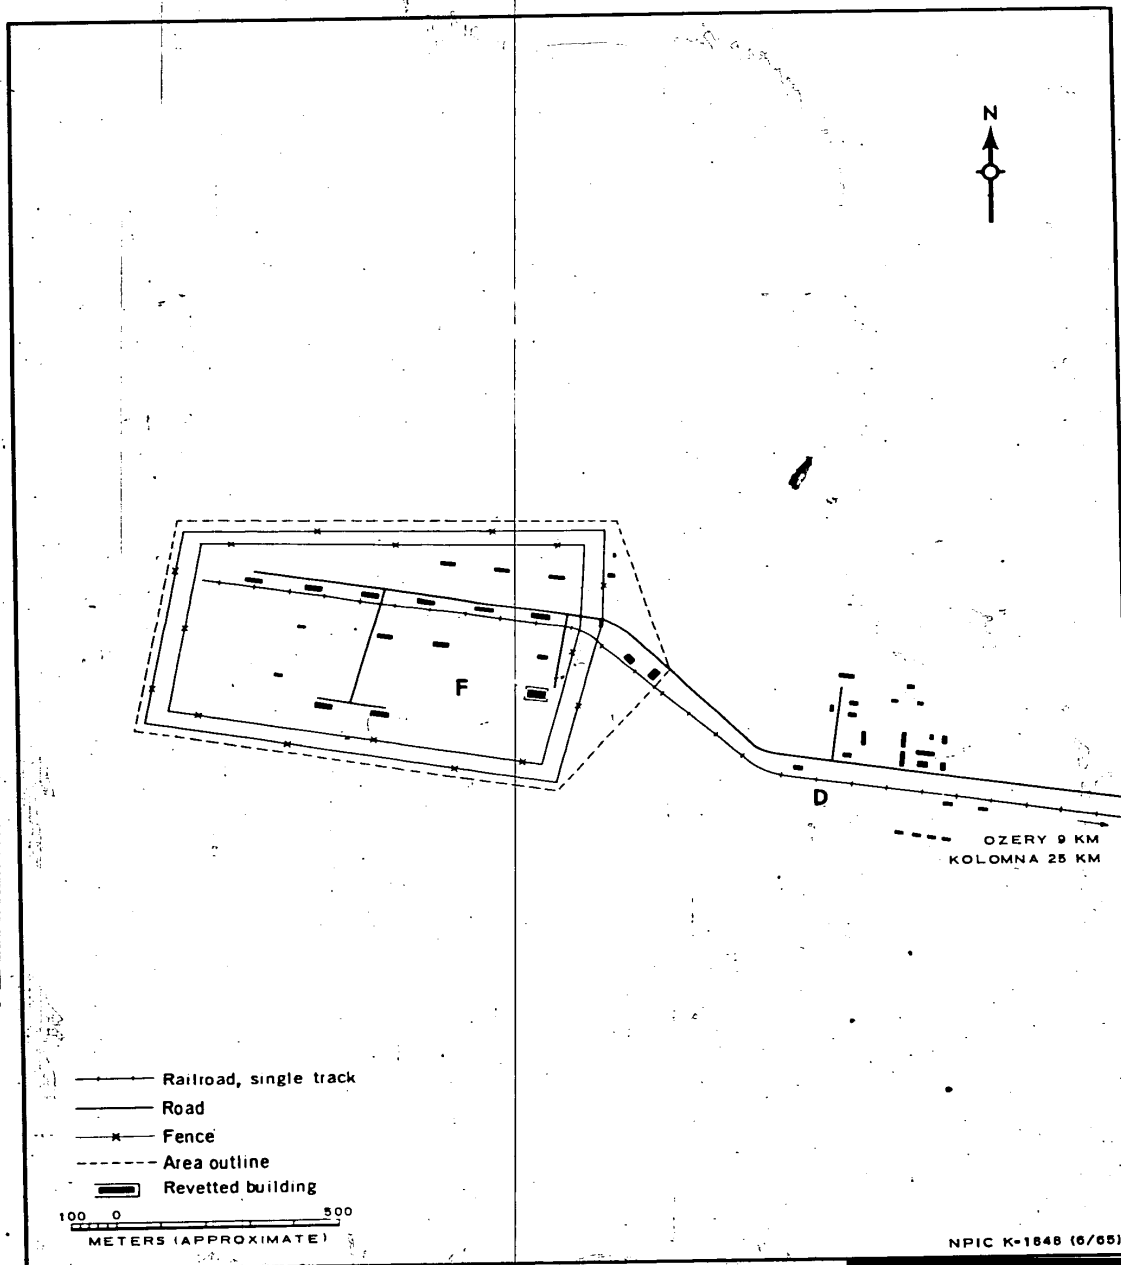 N
F
D
OZERY 9 KM
KOLOMNA 25 KM
Railroad, single track
Road
Fence
Area outline
Revetted building
100 0 500
METERS (APPROXIMATE)
NPIC K-1848 (6/65)